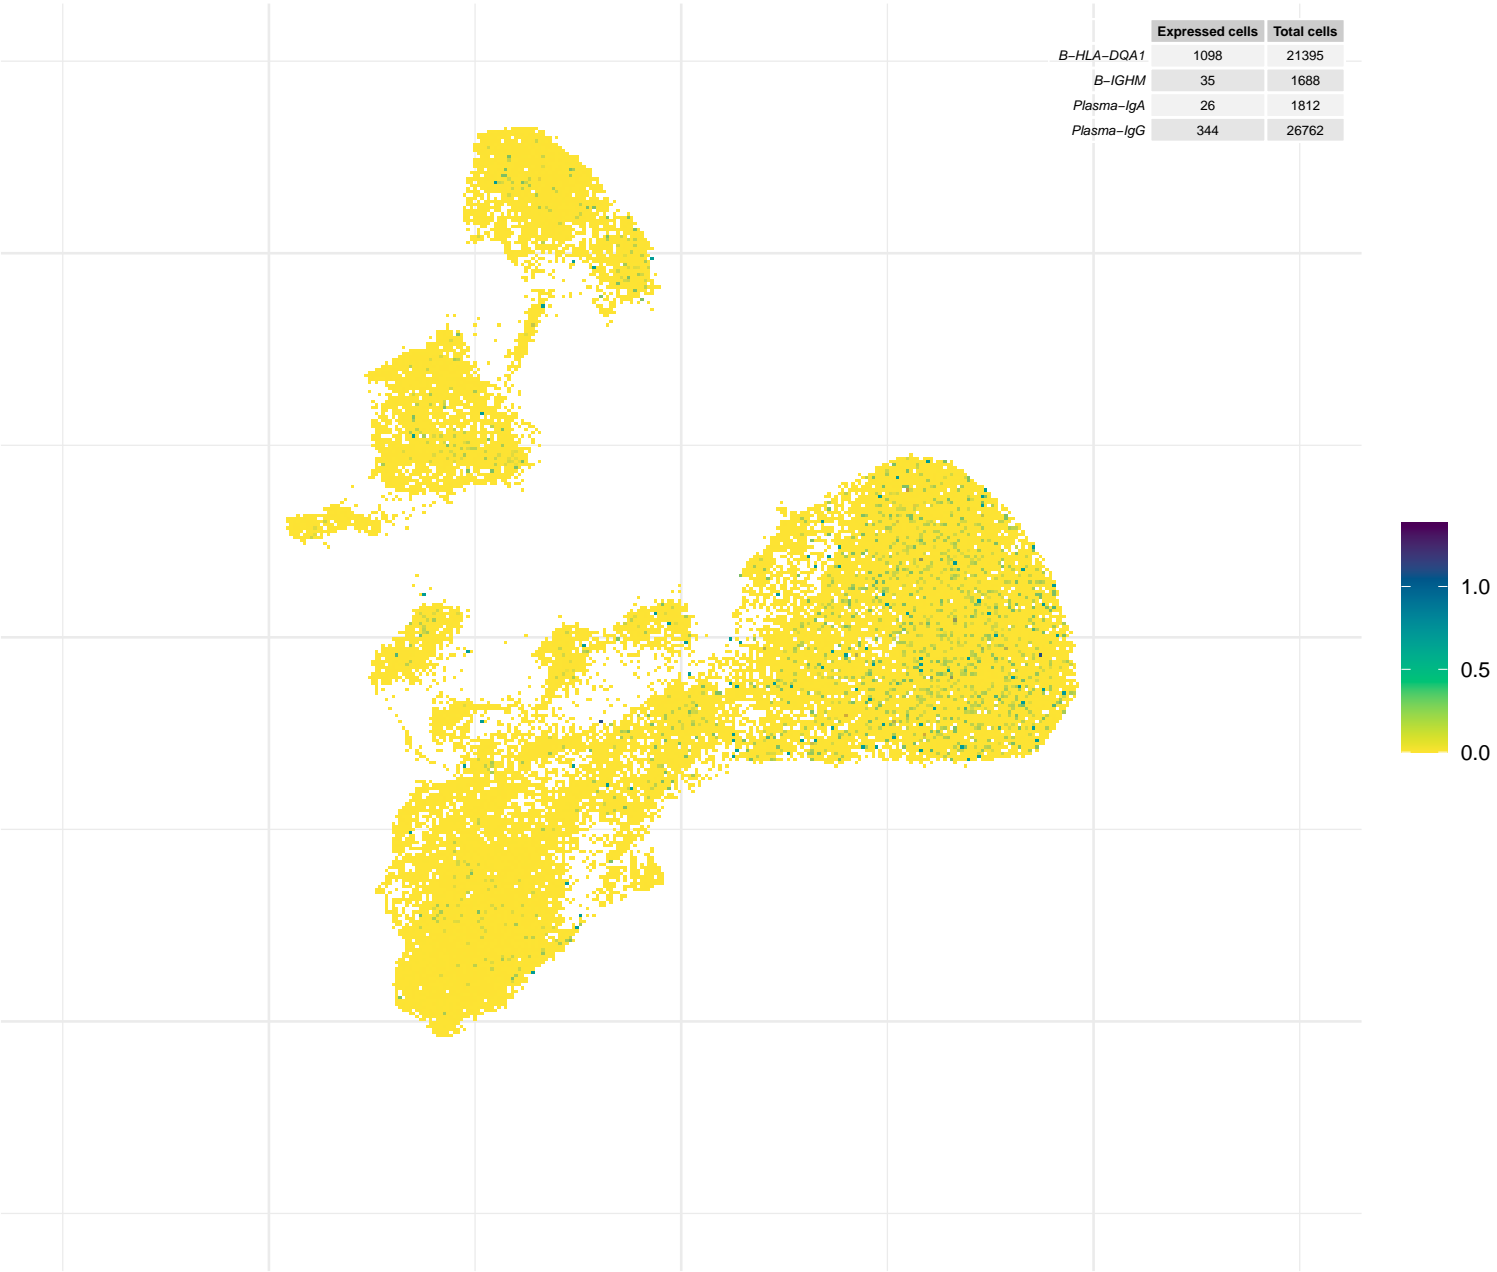 Expressed cells Total cells
B−HLA−DQA1 1098 21395
B−IGHM 35 1688
Plasma−IgA 26 1812
Plasma−IgG 344 26762
1.0
0.5
0.0